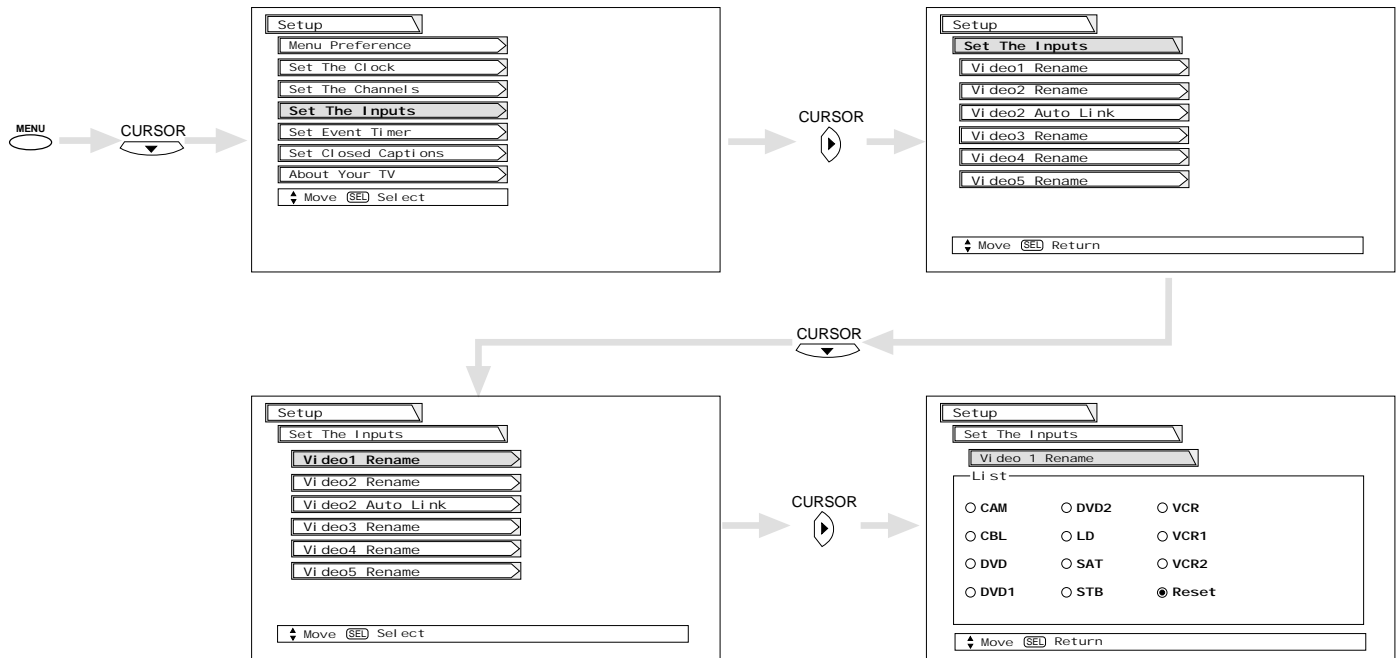 MENU
CURSOR
Setup
Menu Preference
Set The Clock
Set The Channels
Set The Inputs
Set Event Timer
Set Closed Captions
About Your TV
Move SEL Select
CURSOR
Setup
Set The Inputs
Video1 Rename
Video2 Rename
Video2 Auto Link
Video3 Rename
Video4 Rename
Video5 Rename
Move SEL Return
CURSOR
Setup
Set The Inputs
Video1 Rename
Video2 Rename
Video2 Auto Link
Video3 Rename
Video4 Rename
Video5 Rename
Move SEL Select
CURSOR
Setup
Set The Inputs
Video 1 Rename
List
CAM DVD2 VCR
CBL LD VCR1
DVD SAT VCR2
DVD1 STB Reset
Move SEL Return